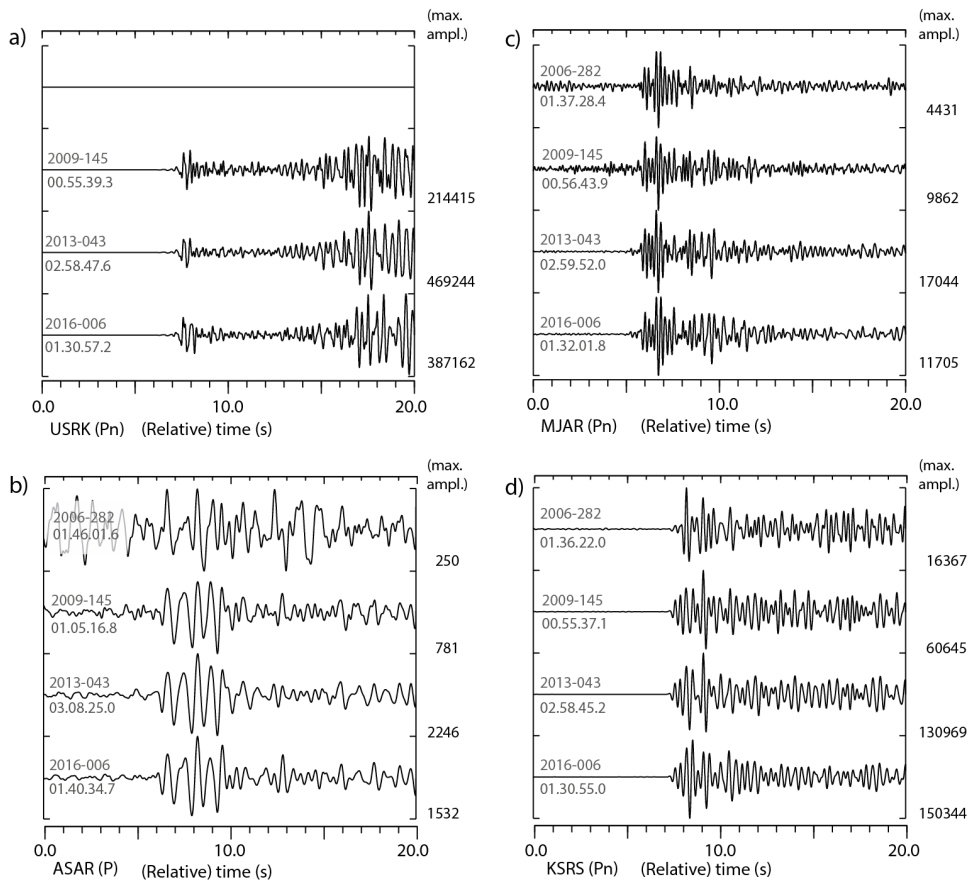 a)
(max.
ampl.)
2009-145
00.55.39.3
214415
2013-043
02.58.47.6
469244
2016-006
01.30.57.2
387162
0.0 10.0 20.0
USRK (Pn) (Relative) time (s)
c)
(max.
ampl.)
2006-282
01.37.28.4
4431
2009-145
00.56.43.9
9862
2013-043
02.59.52.0
17044
2016-006
01.32.01.8
11705
0.0 10.0 20.0
MJAR (Pn) (Relative) time (s)
b)
(max.
ampl.)
2006-282
01.46.01.6
250
2009-145
01.05.16.8
781
2013-043
03.08.25.0
2246
2016-006
01.40.34.7
1532
0.0 10.0 20.0
ASAR (P) (Relative) time (s)
d)
(max.
ampl.)
2006-282
01.36.22.0
16367
2009-145
00.55.37.1
60645
2013-043
02.58.45.2
130969
2016-006
01.30.55.0
150344
0.0 10.0 20.0
KSRS (Pn) (Relative) time (s)